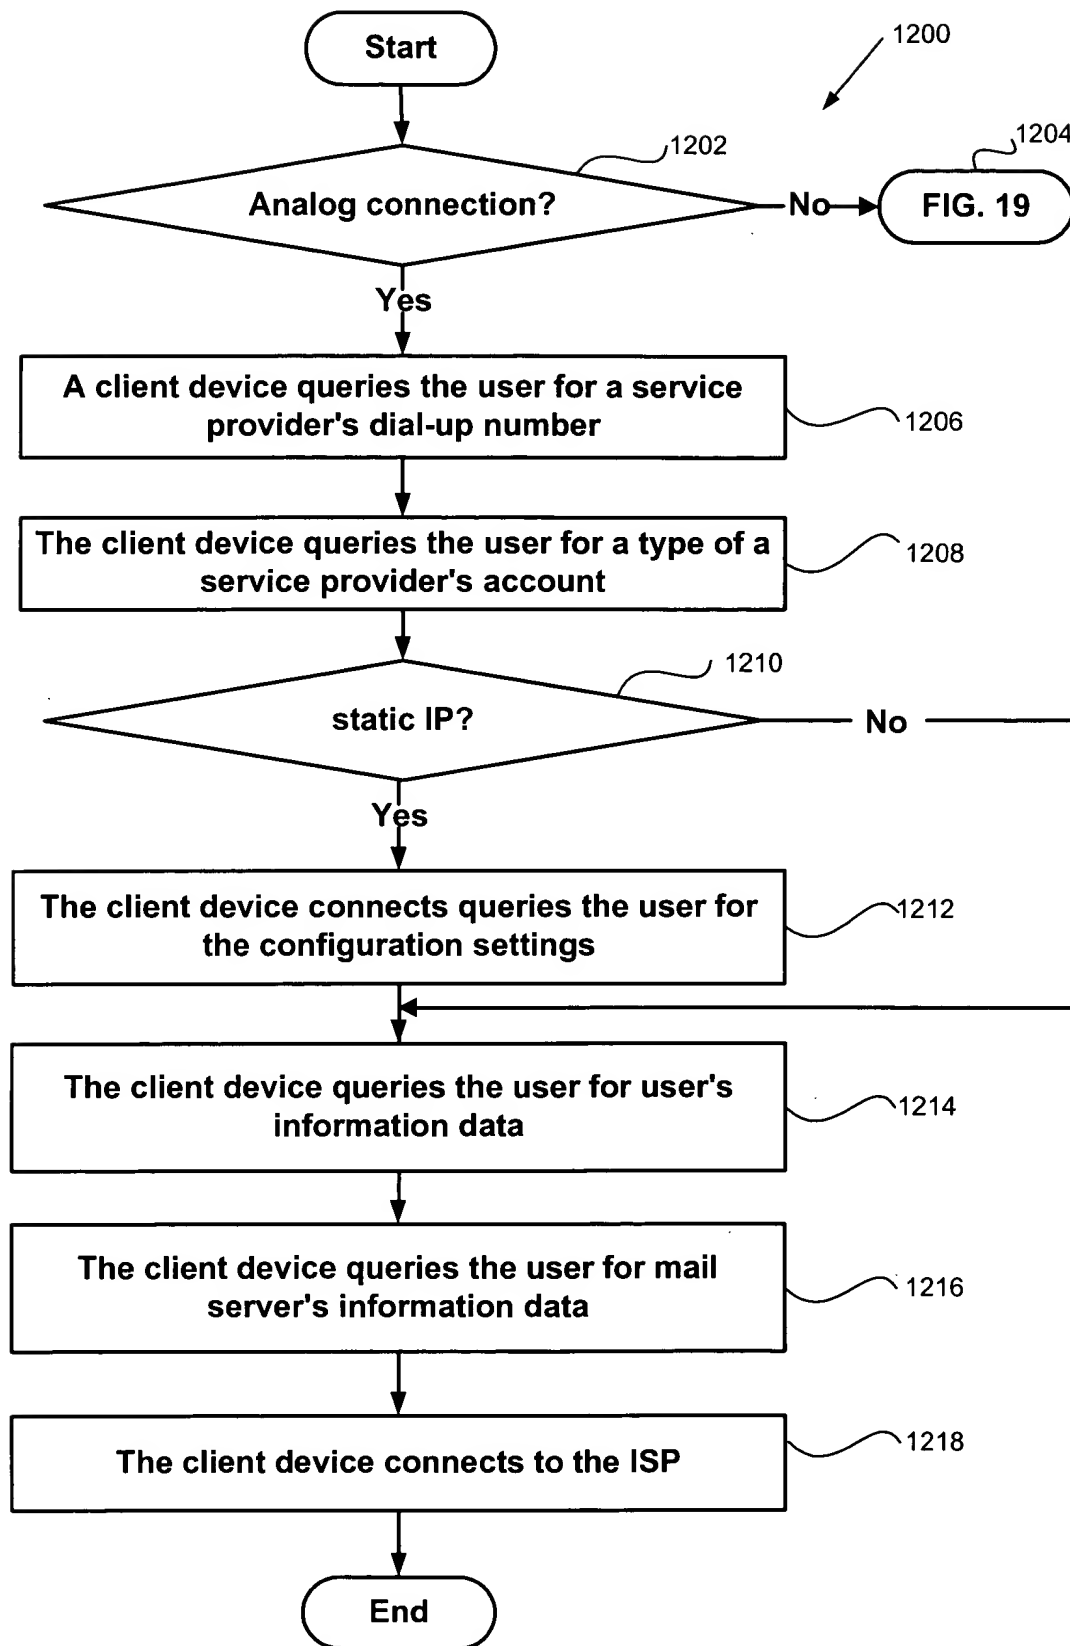 Start
1200
1202
1204
Analog connection?
No
FIG. 19
Yes
A client device queries the user for a service
provider's dial-up number
1206
The client device queries the user for a type of a
service provider's account
1208
1210
static IP?
No
Yes
The client device connects queries the user for
the configuration settings
1212
The client device queries the user for user's
information data
1214
The client device queries the user for mail
server's information data
1216
The client device connects to the ISP
1218
End